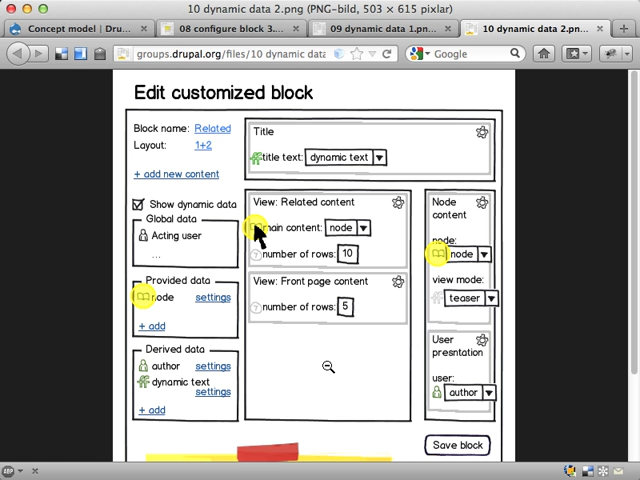 10 dynamic data 2.png (PNG-bild, 503 × 615 pixlar)
Concept model | Dru...
08 configure block 3....
09 dynamic data 1.pn...
10 dynamic data 2.pn...
groups.drupal.org/files/10 dynamic data
Google
Edit customized block
Block name: Related
Layout: 1+2
+ add new content
Show dynamic data
Global data
Acting user
...
Provided data
node settings
+ add
Derived data
author settings
dynamic text
settings
+ add
Title
title text: dynamic text
View: Related content
main content: node
number of rows: 10
View: Front page content
number of rows: 5
Node
content
node:
node
view mode:
teaser
User
presntation
user:
author
Save block
ABP